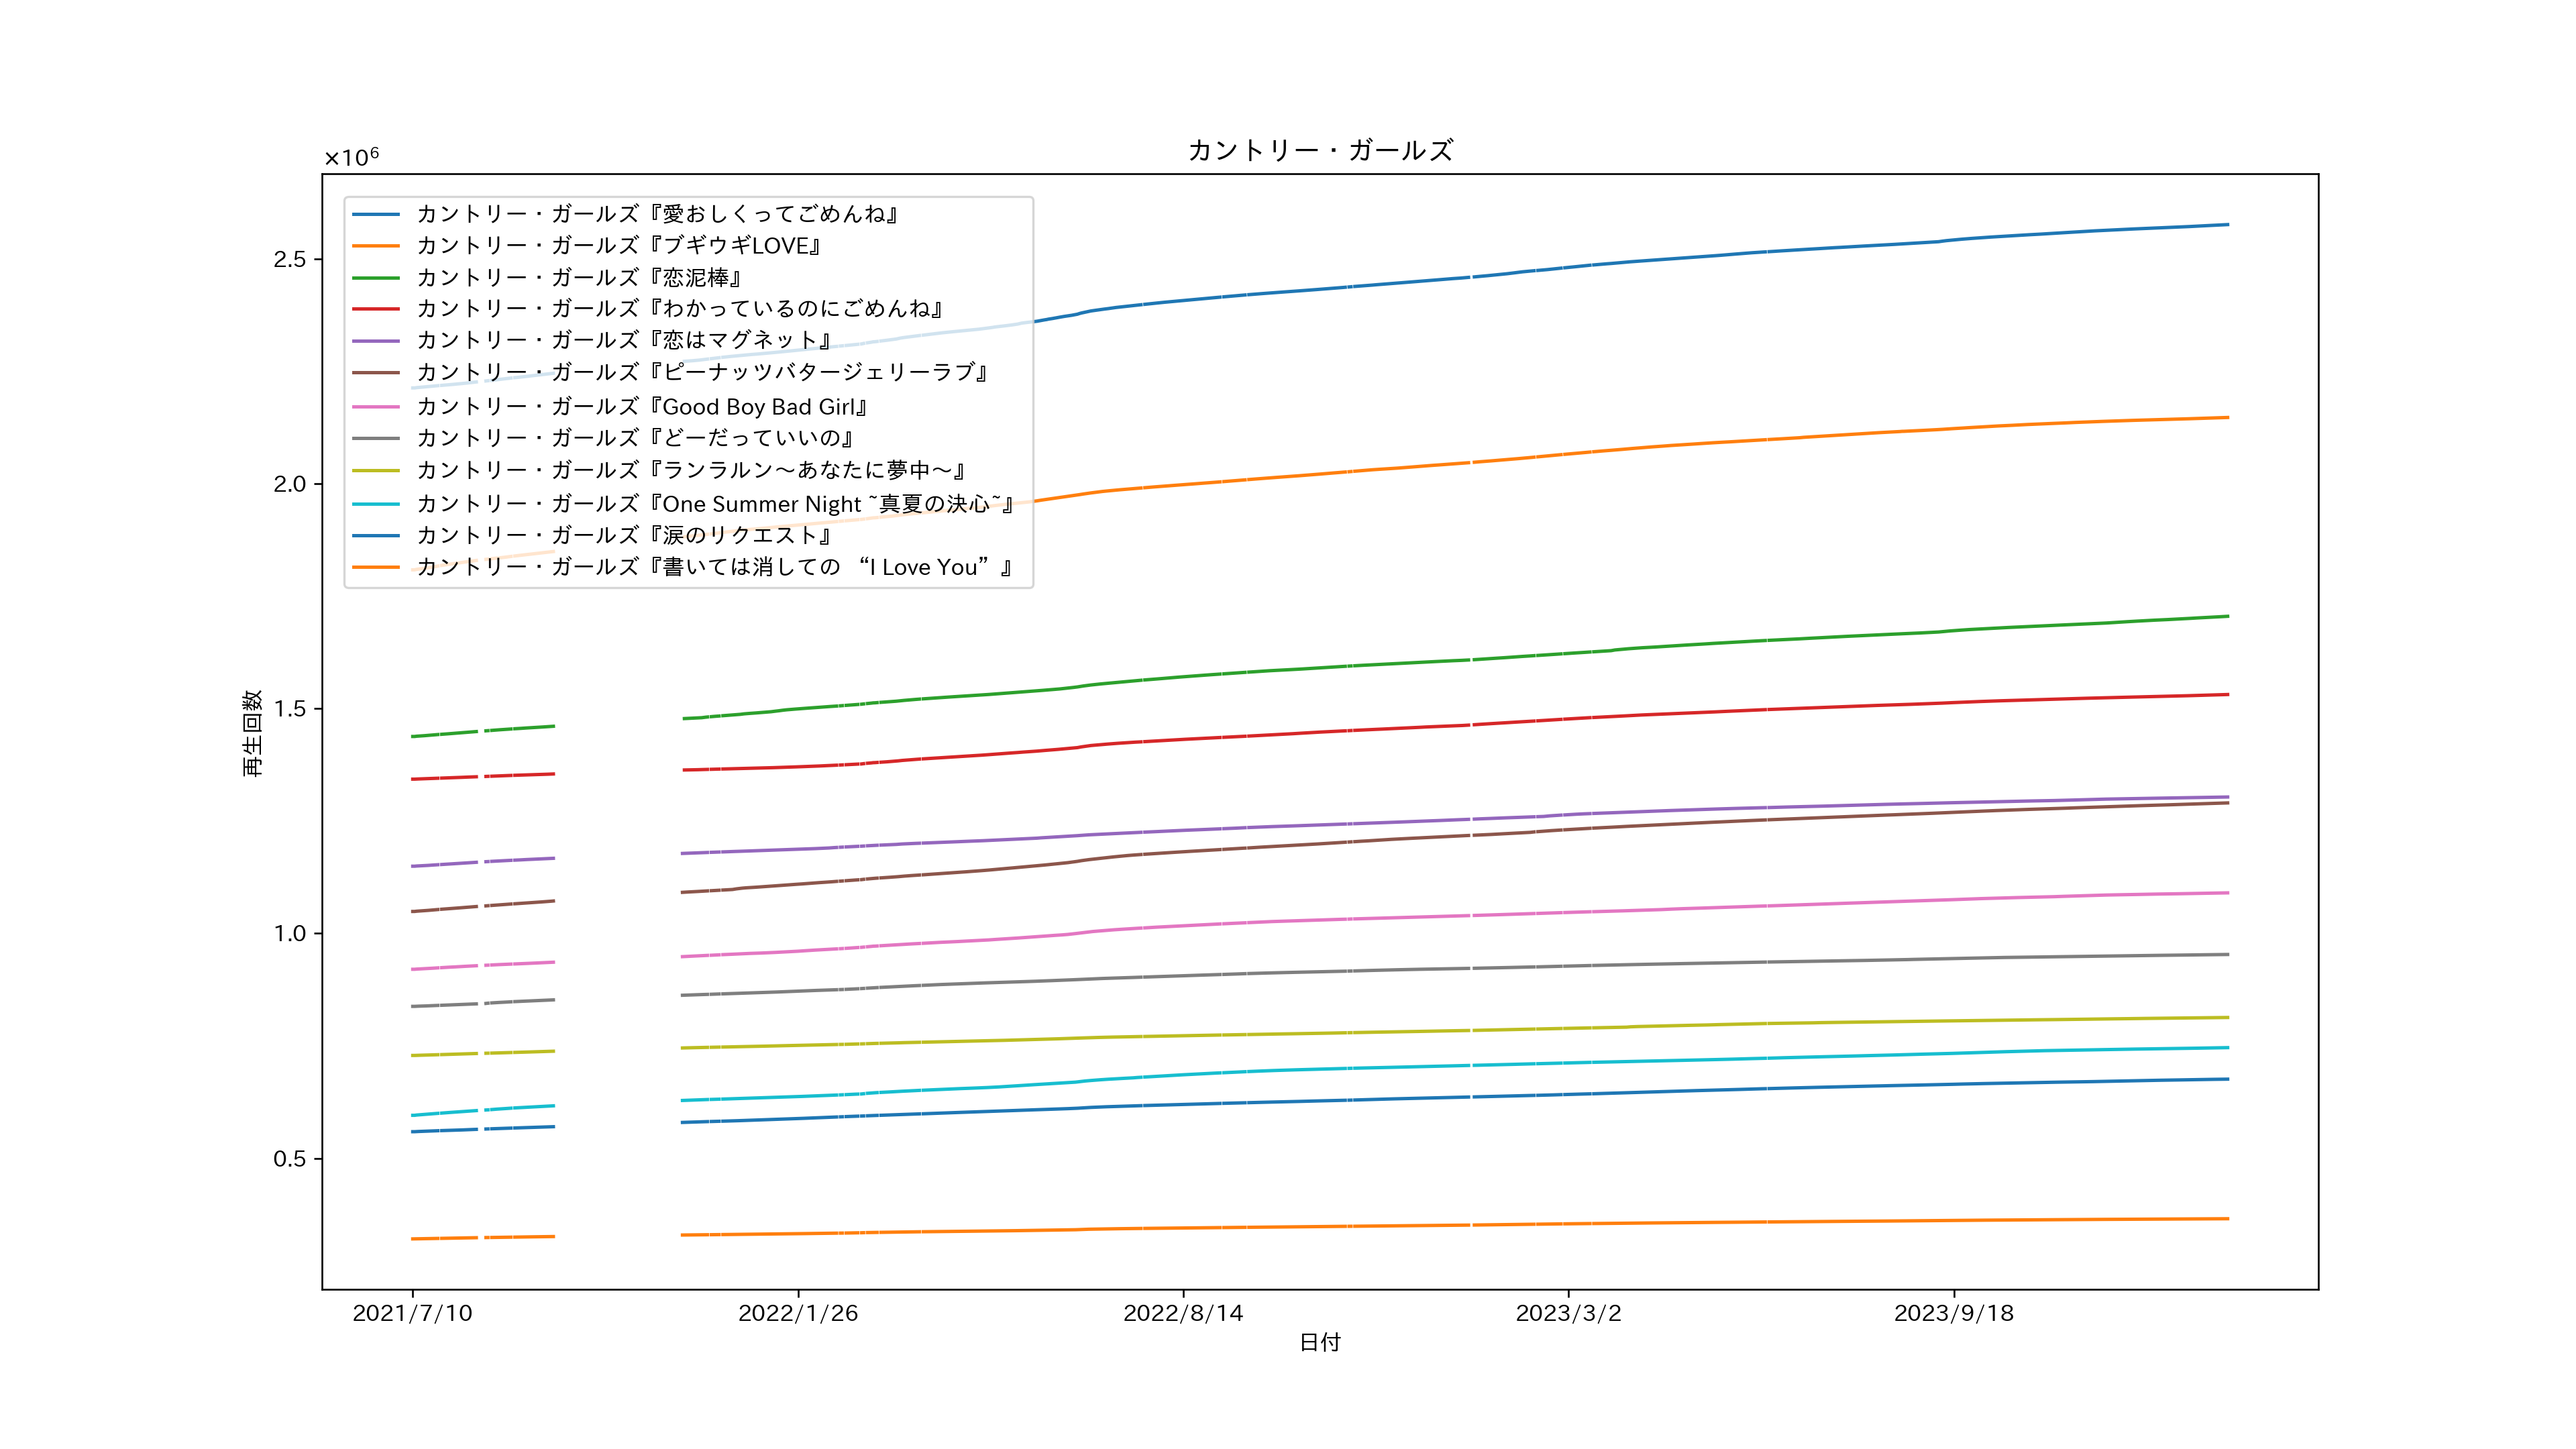 カントリー・ガールズ
×10⁶
カントリー・ガールズ『愛おしくってごめんね』
カントリー・ガールズ『ブギウギLOVE』
カントリー・ガールズ『恋泥棒』
カントリー・ガールズ『わかっているのにごめんね』
カントリー・ガールズ『恋はマグネット』
カントリー・ガールズ『ピーナッツバタージェリーラブ』
カントリー・ガールズ『Good Boy Bad Girl』
カントリー・ガールズ『どーだっていいの』
カントリー・ガールズ『ランラルン～あなたに夢中～』
カントリー・ガールズ『One Summer Night ~真夏の決心~』
カントリー・ガールズ『涙のリクエスト』
カントリー・ガールズ『書いては消しての “I Love You” 』
2.5
2.0
1.5
1.0
0.5
再生回数
2021/7/10
2022/1/26
2022/8/14
2023/3/2
2023/9/18
日付